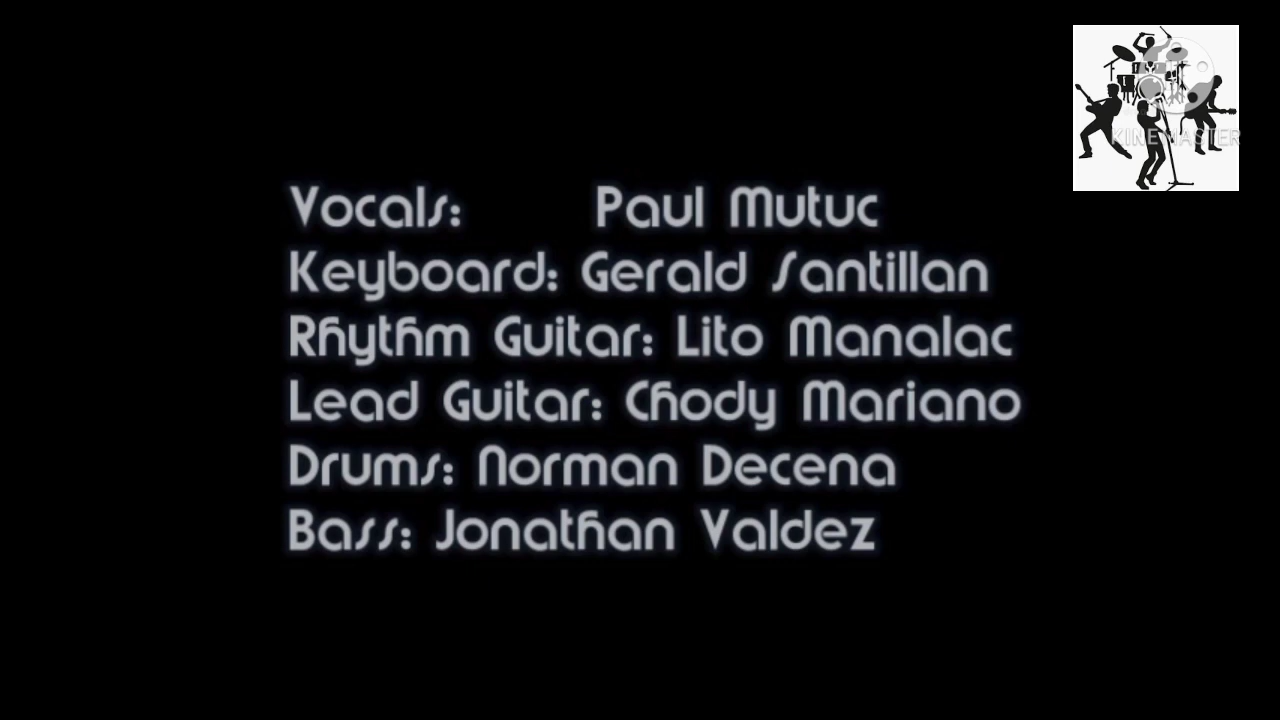 KINEMASTER
Vocals: Paul Mutuc
Keyboard: Gerald Santillan
Rhythm Guitar: Lito Manalac
Lead Guitar: Chody Mariano
Drums: Norman Decena
Bass: Jonathan Valdez